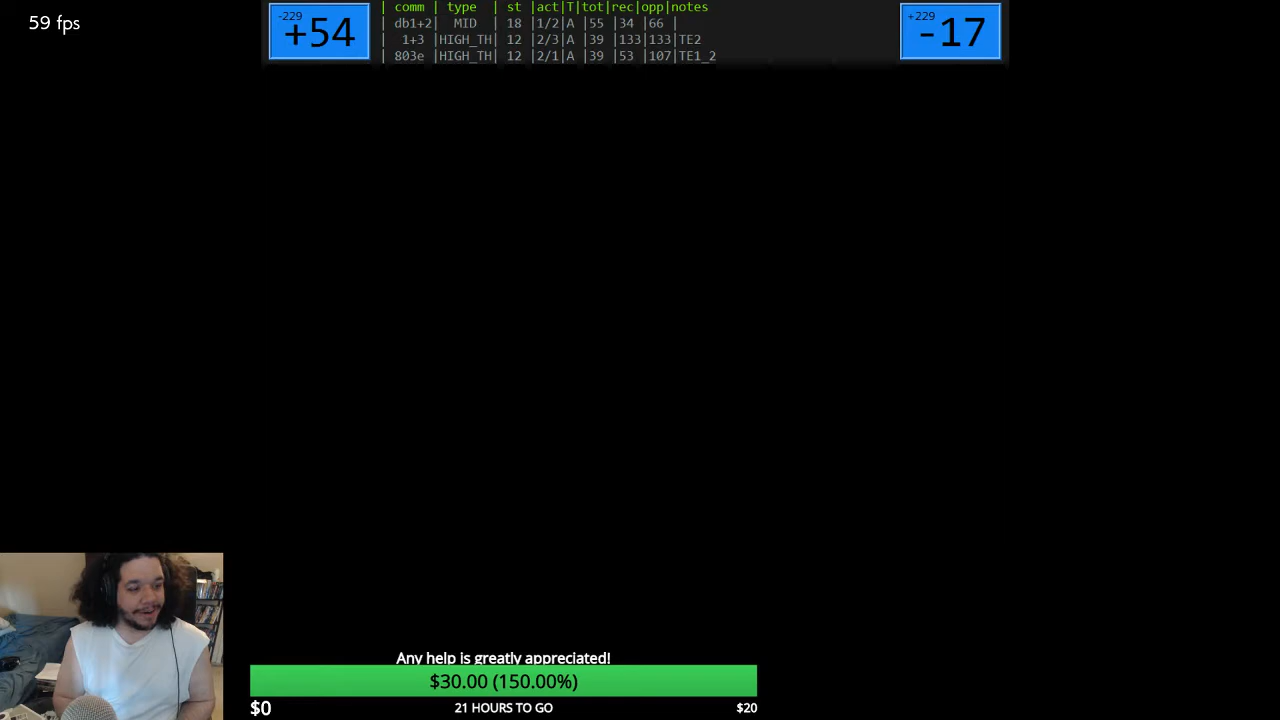 59 fps
-229
+54
| comm | type | st |act|T|tot|rec|opp|notes
| db1+2| MID | 18 |1/2|A |55 |34 |66 |
| 1+3 |HIGH_TH| 12 |2/3|A |39 |133|133|TE2
| 803e |HIGH_TH| 12 |2/1|A |39 |53 |107|TE1_2
+229
-17
Any help is greatly appreciated!
$30.00 (150.00%)
$0
21 HOURS TO GO
$20